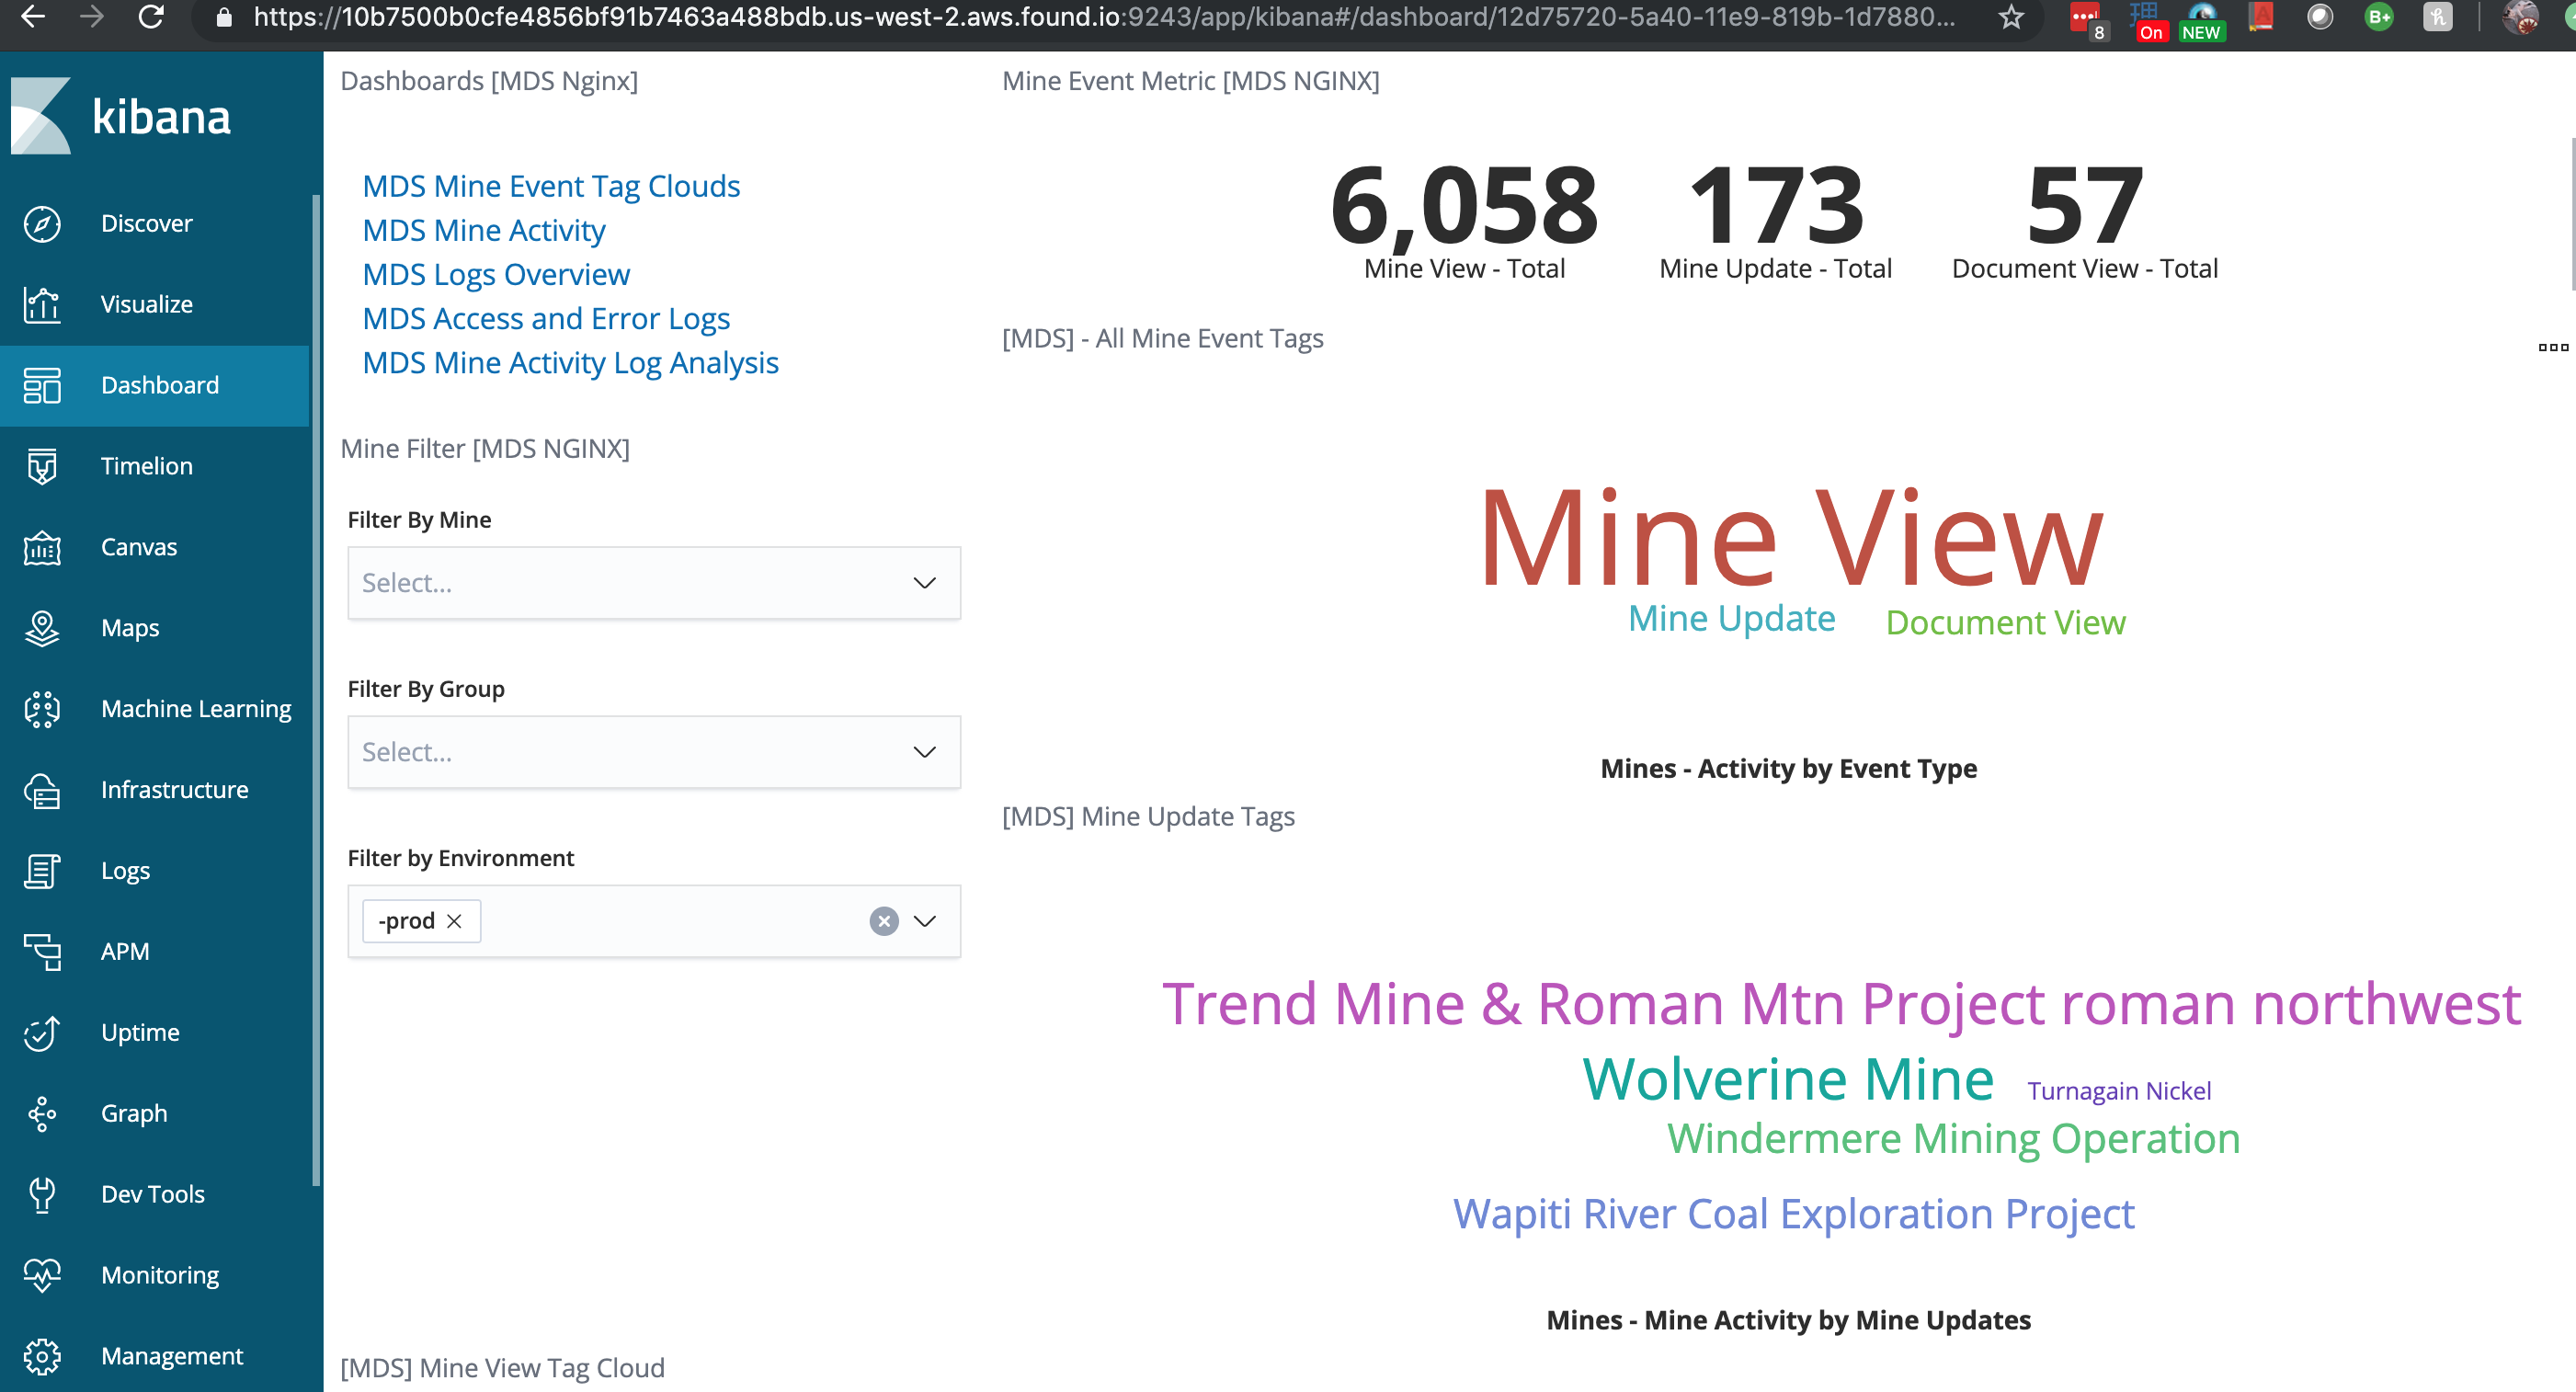 https://10b7500b0cfe4856bf91b7463a488bdb.us-west-2.aws.found.io:9243/app/kibana#/dashboard/12d75720-5a40-11e9-819b-1d7880...
8
理
On
NEW
A
B+
h
kibana
Discover
Visualize
Dashboard
Timelion
Canvas
Maps
Machine Learning
Infrastructure
Logs
APM
Uptime
Graph
Dev Tools
Monitoring
Management
Dashboards [MDS Nginx]
MDS Mine Event Tag Clouds
MDS Mine Activity
MDS Logs Overview
MDS Access and Error Logs
MDS Mine Activity Log Analysis
Mine Filter [MDS NGINX]
Filter By Mine
Select...
Filter By Group
Select...
Filter by Environment
-prod
Mine Event Metric [MDS NGINX]
6,058 173 57
Mine View - Total Mine Update - Total Document View - Total
[MDS] - All Mine Event Tags
Mine View
Mine Update Document View
Mines - Activity by Event Type
[MDS] Mine Update Tags
Trend Mine & Roman Mtn Project roman northwest
Wolverine Mine Turnagain Nickel
Windermere Mining Operation
Wapiti River Coal Exploration Project
Mines - Mine Activity by Mine Updates
[MDS] Mine View Tag Cloud